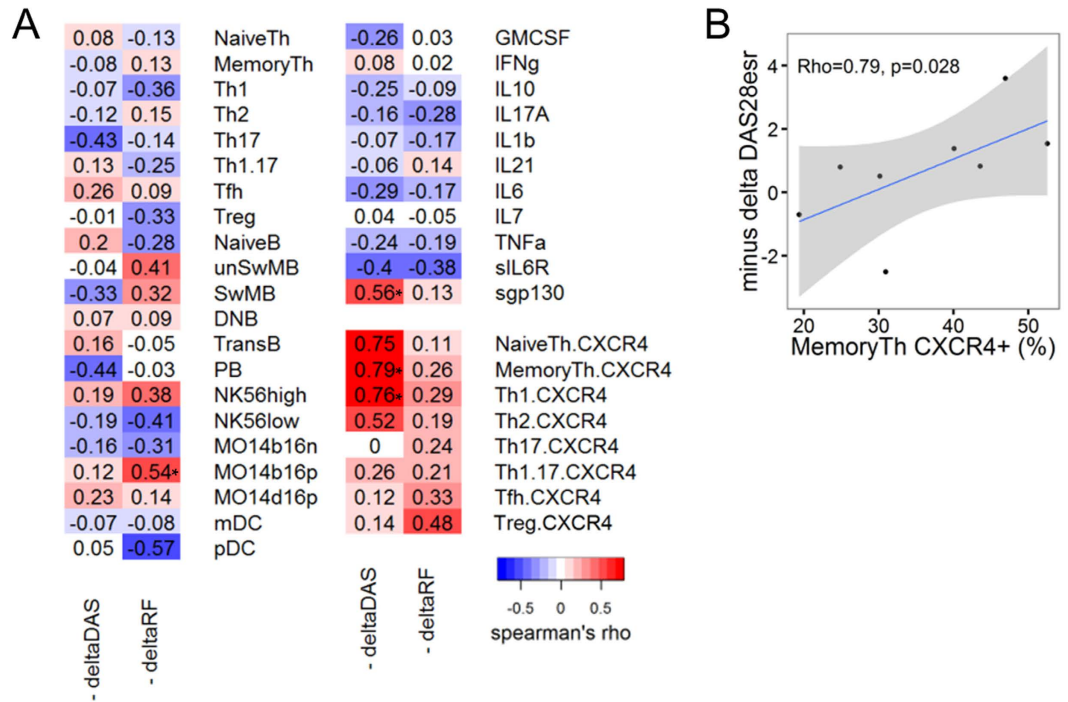 A
0.08 -0.13 NaiveTh
-0.08 0.13 MemoryTh
-0.07 -0.36 Th1
-0.12 0.15 Th2
-0.43 -0.14 Th17
0.13 -0.25 Th1.17
0.26 0.09 Tfh
-0.01 -0.33 Treg
0.2 -0.28 NaiveB
-0.04 0.41 unSwMB
-0.33 0.32 SwMB
0.07 0.09 DNB
0.16 -0.05 TransB
-0.44 -0.03 PB
0.19 0.38 NK56high
-0.19 -0.41 NK56low
-0.16 -0.31 MO14b16n
0.12 0.54* MO14b16p
0.23 0.14 MO14d16p
-0.07 -0.08 mDC
0.05 -0.57 pDC
- deltaDAS
- deltaRF
-0.26 0.03 GMCSF
0.08 0.02 IFNg
-0.25 -0.09 IL10
-0.16 -0.28 IL17A
-0.07 -0.17 IL1b
-0.06 0.14 IL21
-0.29 -0.17 IL6
0.04 -0.05 IL7
-0.24 -0.19 TNFa
-0.4 -0.38 sIL6R
0.56* 0.13 sgp130
0.75 0.11 NaiveTh.CXCR4
0.79* 0.26 MemoryTh.CXCR4
0.76* 0.29 Th1.CXCR4
0.52 0.19 Th2.CXCR4
0 0.24 Th17.CXCR4
0.26 0.21 Th1.17.CXCR4
0.12 0.33 Tfh.CXCR4
0.14 0.48 Treg.CXCR4
- deltaDAS
- deltaRF
-0.5 0 0.5
spearman's rho
B
Rho=0.79, p=0.028
minus delta DAS28esr
4
2
0
-2
20 30 40 50
MemoryTh CXCR4+ (%)